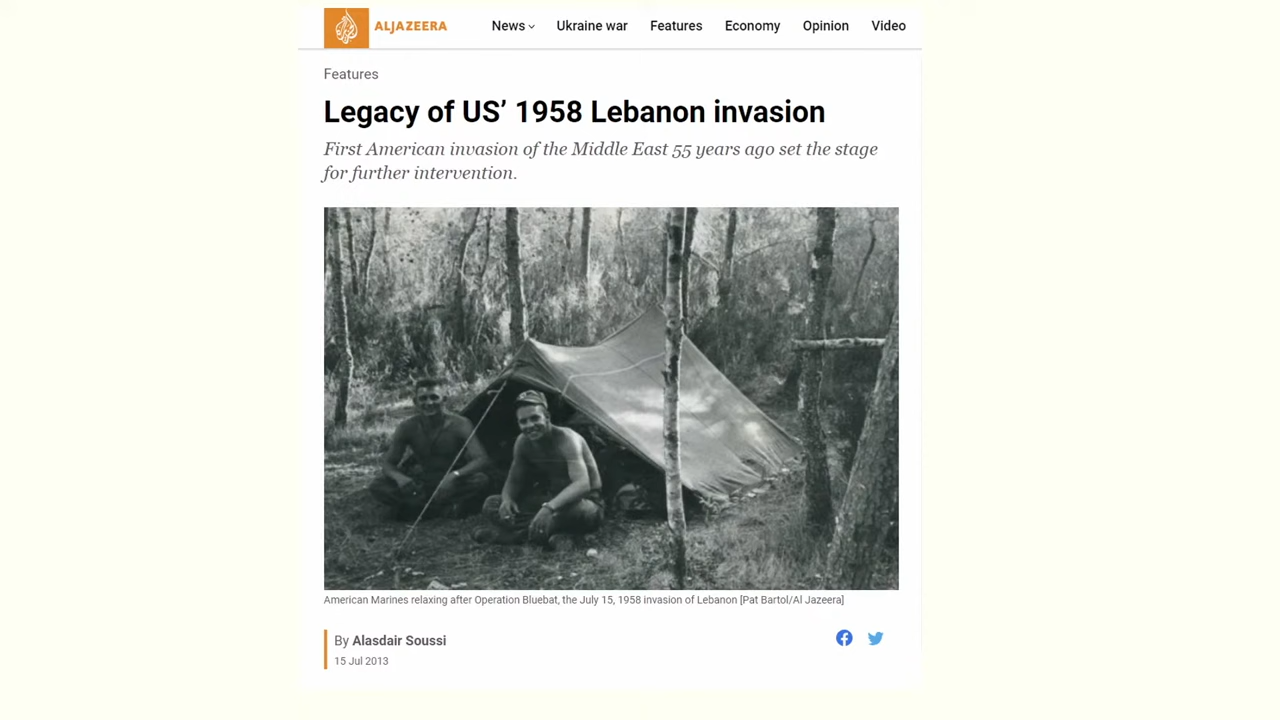 ALJAZEERA News Ukraine war Features Economy Opinion Video
Features
Legacy of US’ 1958 Lebanon invasion
First American invasion of the Middle East 55 years ago set the stage
for further intervention.
American Marines relaxing after Operation Bluebat, the July 15, 1958 invasion of Lebanon [Pat Bartol/Al Jazeera]
By Alasdair Soussi
15 Jul 2013